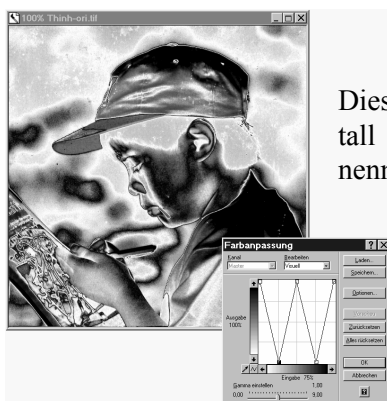 100% Thinh-ori.tif
Dies
tall
nenn
Farbanpassung
Kanal
Bearbeiten
Master
Visuell
Laden...
Speichern...
Optionen...
Ausgabe
100%
Zurücksetzen
Alles rücksetzen
OK
Abbrechen
Eingabe 75%
Gamma einstellen 1,00
0,00 9,00